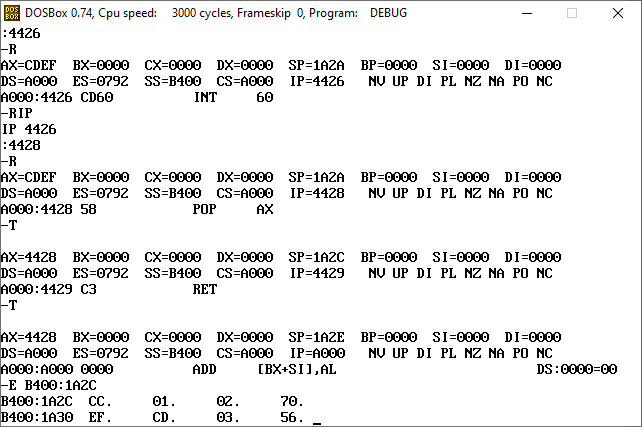 DOS BOX DOSBox 0.74, Cpu speed: 3000 cycles, Frameskip 0, Program: DEBUG
:4426
-R
AX=CDEF BX=0000 CX=0000 DX=0000 SP=1A2A BP=0000 SI=0000 DI=0000
DS=A000 ES=0792 SS=B400 CS=A000 IP=4426 NV UP DI PL NZ NA PO NC
A000:4426 CD60 INT 60
-RIP
IP 4426
:4428
-R
AX=CDEF BX=0000 CX=0000 DX=0000 SP=1A2A BP=0000 SI=0000 DI=0000
DS=A000 ES=0792 SS=B400 CS=A000 IP=4428 NV UP DI PL NZ NA PO NC
A000:4428 58 POP AX
-T
AX=4428 BX=0000 CX=0000 DX=0000 SP=1A2C BP=0000 SI=0000 DI=0000
DS=A000 ES=0792 SS=B400 CS=A000 IP=4429 NV UP DI PL NZ NA PO NC
A000:4429 C3 RET
-T
AX=4428 BX=0000 CX=0000 DX=0000 SP=1A2E BP=0000 SI=0000 DI=0000
DS=A000 ES=0792 SS=B400 CS=A000 IP=A000 NV UP DI PL NZ NA PO NC
A000:A000 0000 ADD [BX+SI],AL DS:0000=00
-E B400:1A2C
B400:1A2C CC. 01. 02. 70.
B400:1A30 EF. CD. 03. 56. _